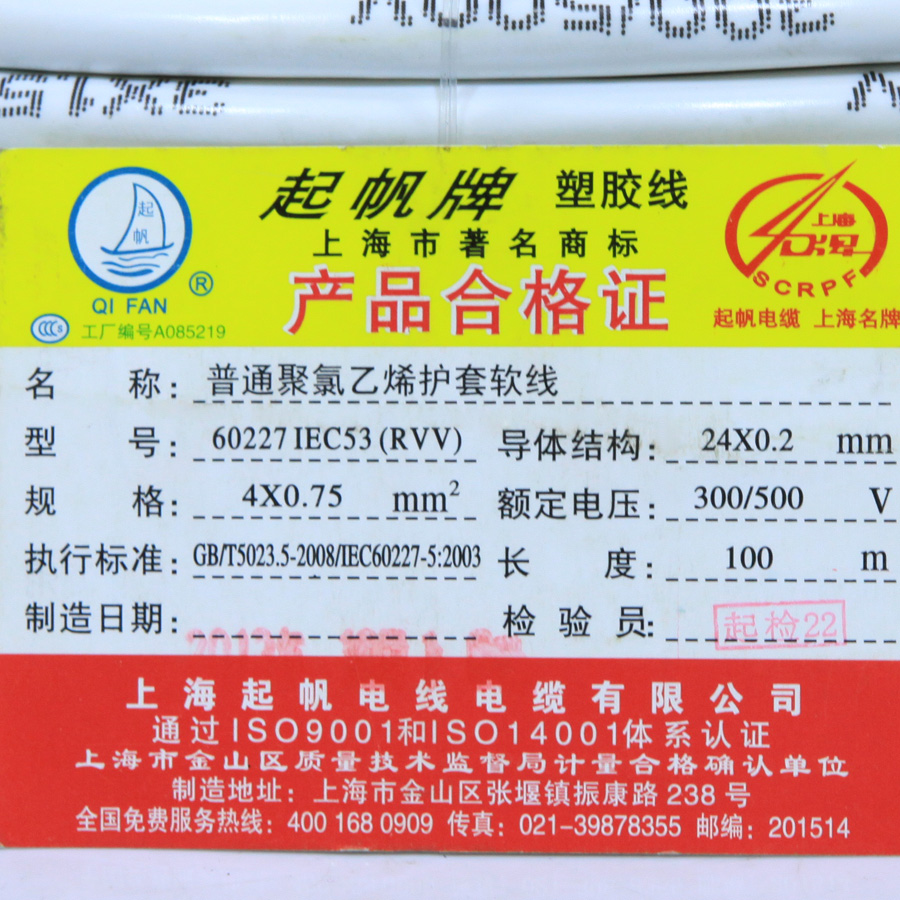 起帆
QI FAN
®
起帆牌 塑胶线
上海市著名商标
产品合格证
上海
名牌
SCRPF
起帆电缆 上海名牌
工厂编号A085219
名 称: 普通聚氯乙烯护套软线
型 号: 60227 IEC53 (RVV) 导体结构: 24X0.2 mm
规 格: 4X0.75 mm² 额定电压: 300/500 V
执行标准: GB/T5023.5-2008/IEC60227-5:2003 长 度: 100 m
制造日期: 检 验 员: 起检22
上海起帆电线电缆有限公司
通过ISO9001和ISO14001体系认证
上海市金山区质量技术监督局计量合格确认单位
制造地址: 上海市金山区张堰镇振康路 238 号
全国免费服务热线: 400 168 0909 传真: 021-39878355 邮编: 201514